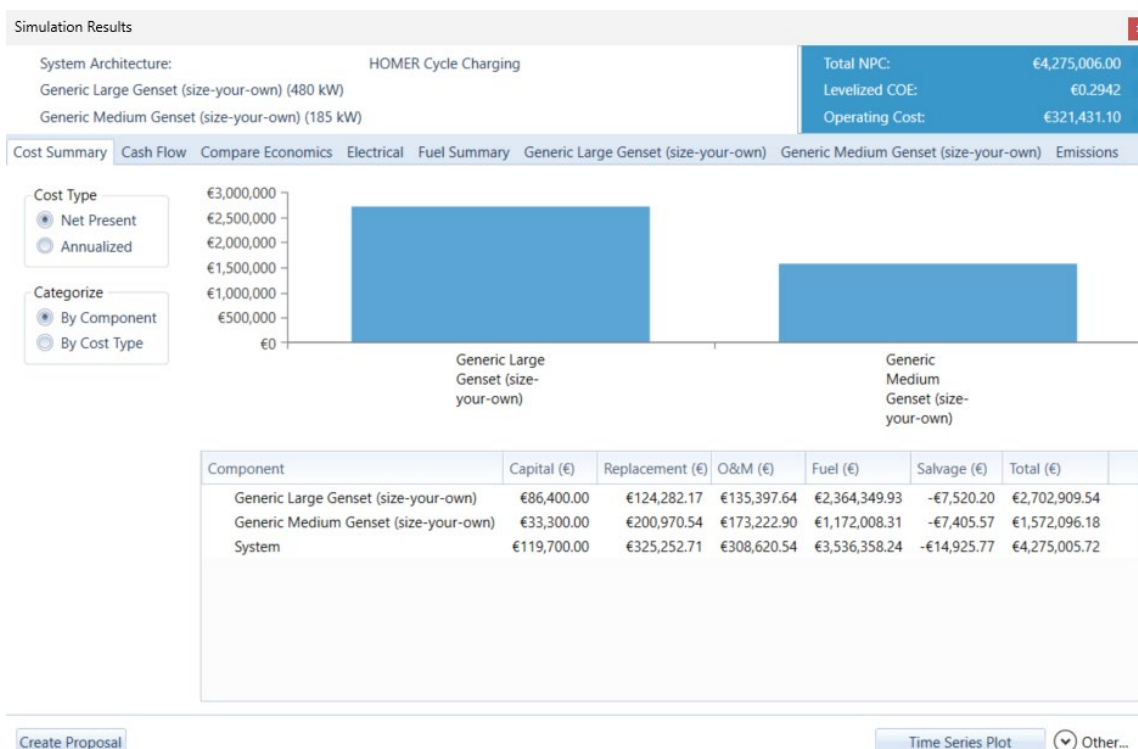 Simulation Results
System Architecture: HOMER Cycle Charging
Generic Large Genset (size-your-own) (480 kW)
Generic Medium Genset (size-your-own) (185 kW)
Total NPC: €4,275,006.00
Levelized COE: €0.2942
Operating Cost: €321,431.10
Cost Summary Cash Flow Compare Economics Electrical Fuel Summary Generic Large Genset (size-your-own) Generic Medium Genset (size-your-own) Emissions
Cost Type
Net Present
Annualized
Categorize
By Component
By Cost Type
€3,000,000
€2,500,000
€2,000,000
€1,500,000
€1,000,000
€500,000
€0
Generic Large
Genset (size-
your-own)
Generic
Medium
Genset (size-
your-own)
Component Capital (€) Replacement (€) O&M (€) Fuel (€) Salvage (€) Total (€)
Generic Large Genset (size-your-own) €86,400.00 €124,282.17 €135,397.64 €2,364,349.93 -€7,520.20 €2,702,909.54
Generic Medium Genset (size-your-own) €33,300.00 €200,970.54 €173,222.90 €1,172,008.31 -€7,405.57 €1,572,096.18
System €119,700.00 €325,252.71 €308,620.54 €3,536,358.24 -€14,925.77 €4,275,005.72
Create Proposal
Time Series Plot
Other...